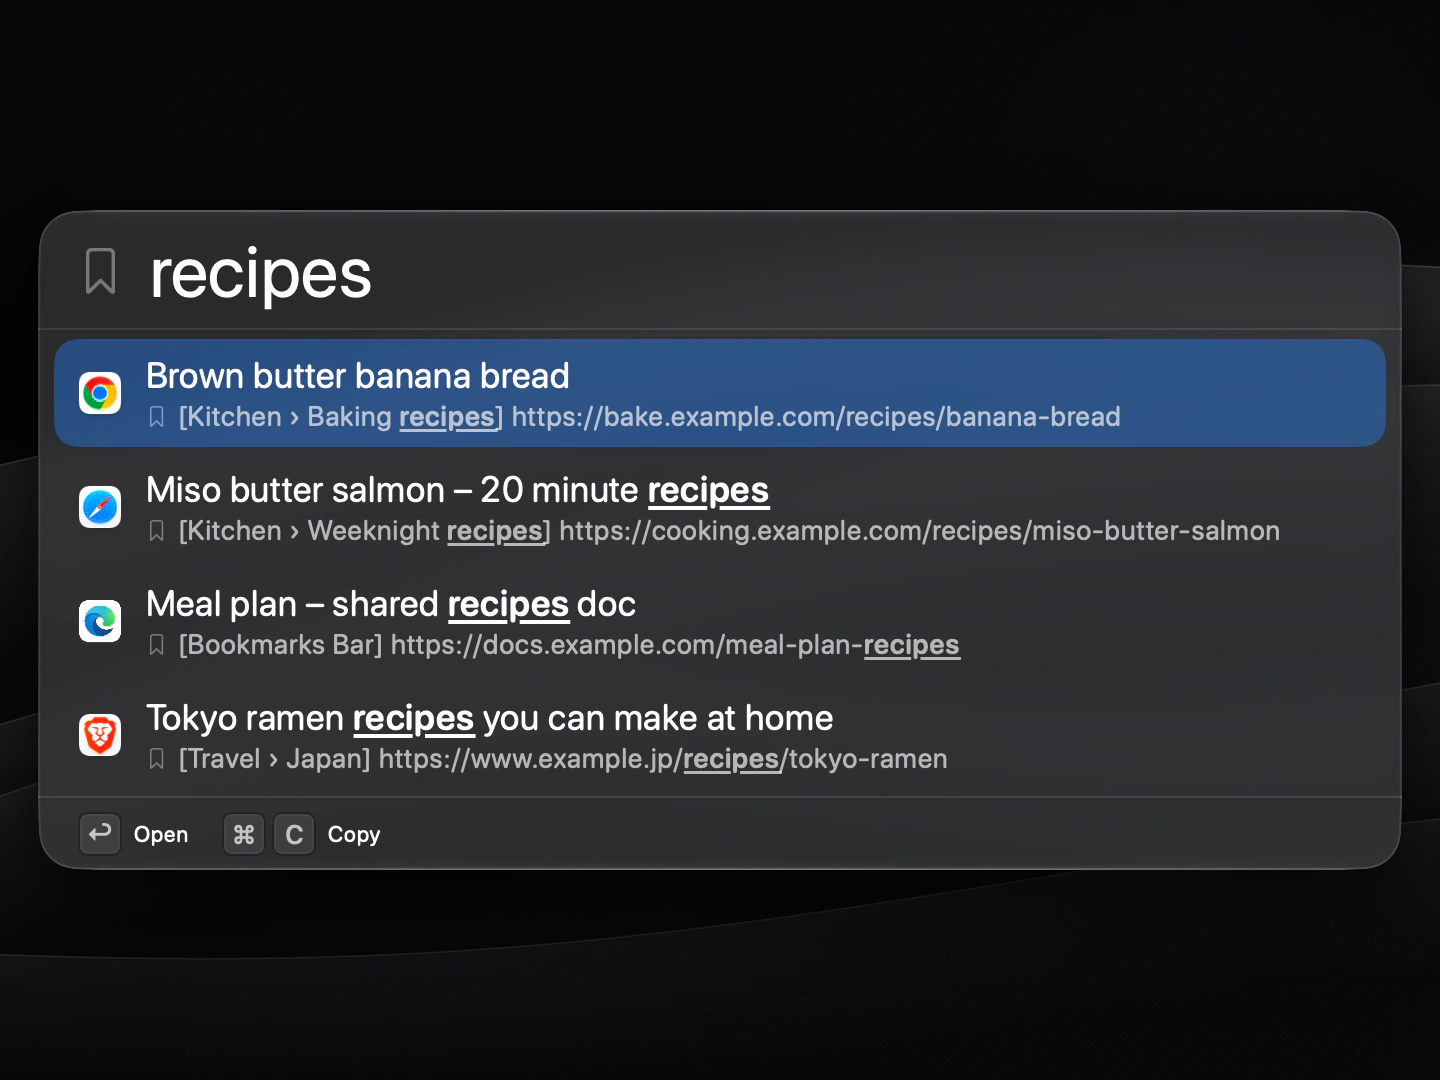 recipes
Brown butter banana bread
[Kitchen › Baking recipes] https://bake.example.com/recipes/banana-bread
Miso butter salmon – 20 minute recipes
[Kitchen › Weeknight recipes] https://cooking.example.com/recipes/miso-butter-salmon
Meal plan – shared recipes doc
[Bookmarks Bar] https://docs.example.com/meal-plan-recipes
Tokyo ramen recipes you can make at home
[Travel › Japan] https://www.example.jp/recipes/tokyo-ramen
↩ Open ⌘ C Copy